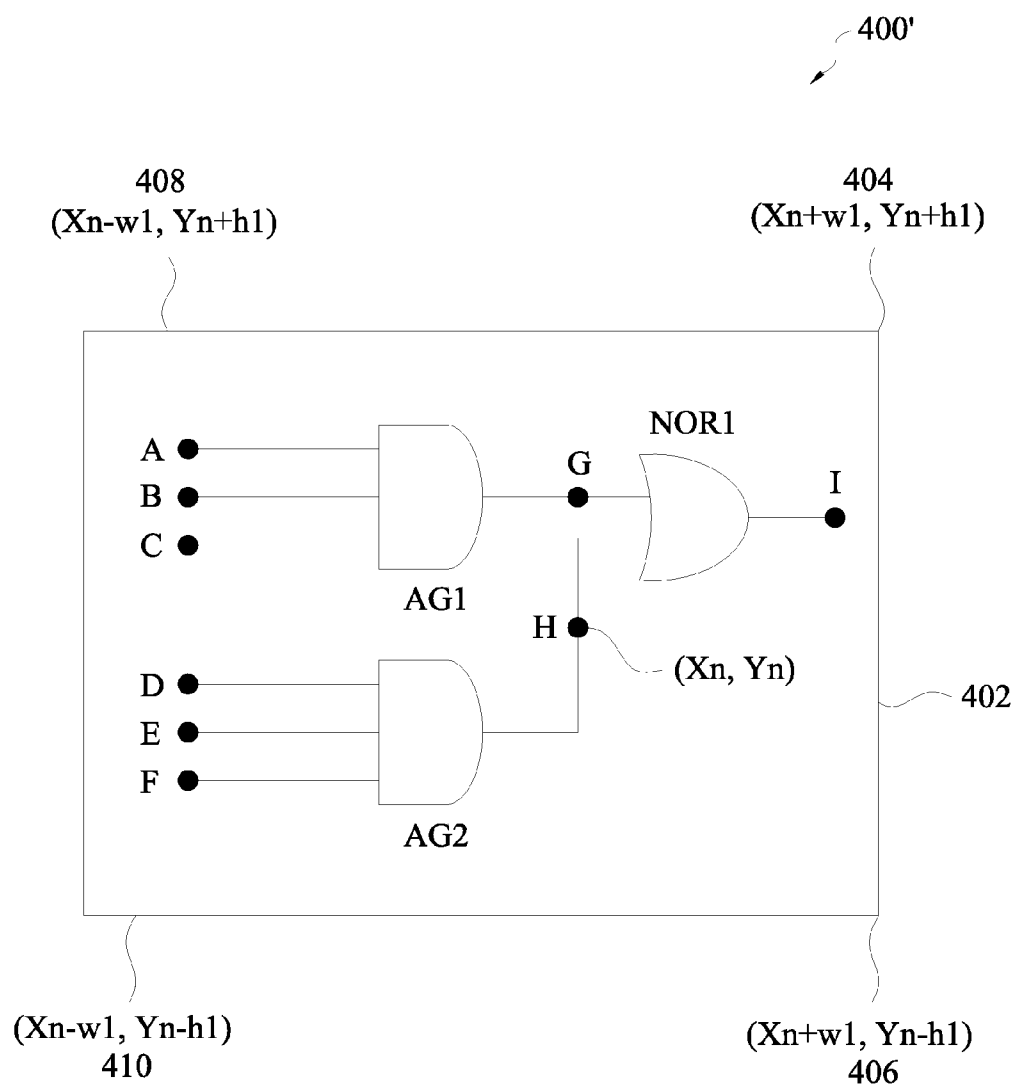 400'
408
(Xn-w1, Yn+h1)
404
(Xn+w1, Yn+h1)
NOR1
A
G
B
I
C
AG1
H
(Xn, Yn)
D
402
E
F
AG2
(Xn-w1, Yn-h1)
410
(Xn+w1, Yn-h1)
406